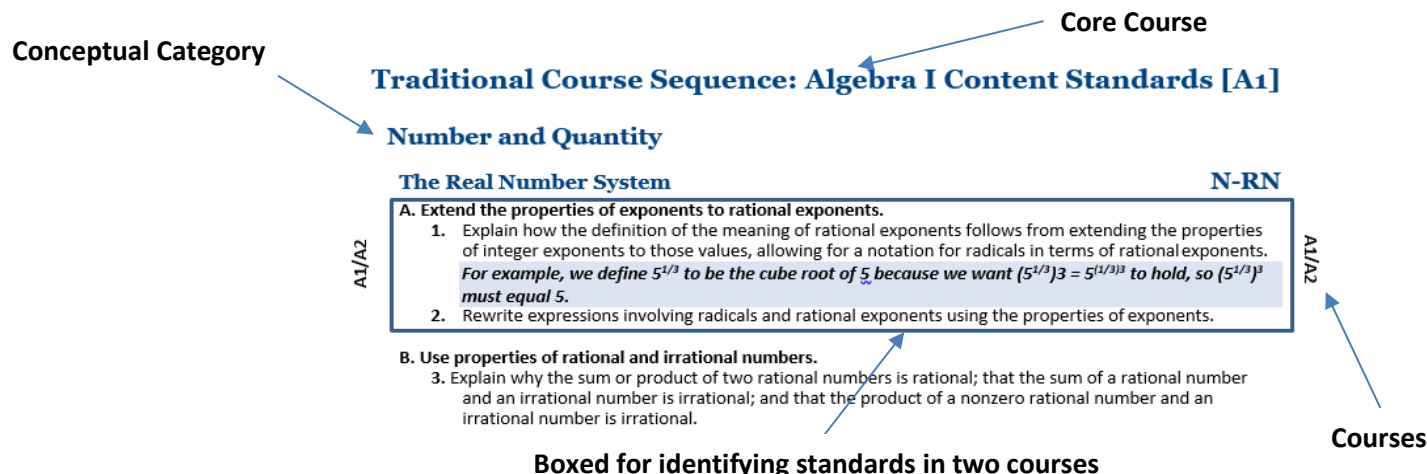 Core Course
Conceptual Category
Traditional Course Sequence: Algebra I Content Standards [A1]
Number and Quantity
The Real Number System N-RN
A1/A2
A. Extend the properties of exponents to rational exponents.
1. Explain how the definition of the meaning of rational exponents follows from extending the properties
of integer exponents to those values, allowing for a notation for radicals in terms of rational exponents.
For example, we define 5^{1/3} to be the cube root of 5 because we want (5^{1/3})3 = 5^{(1/3)3} to hold, so (5^{1/3})^3
must equal 5.
2. Rewrite expressions involving radicals and rational exponents using the properties of exponents.
A1/A2
B. Use properties of rational and irrational numbers.
3. Explain why the sum or product of two rational numbers is rational; that the sum of a rational number
and an irrational number is irrational; and that the product of a nonzero rational number and an
irrational number is irrational.
Courses
Boxed for identifying standards in two courses